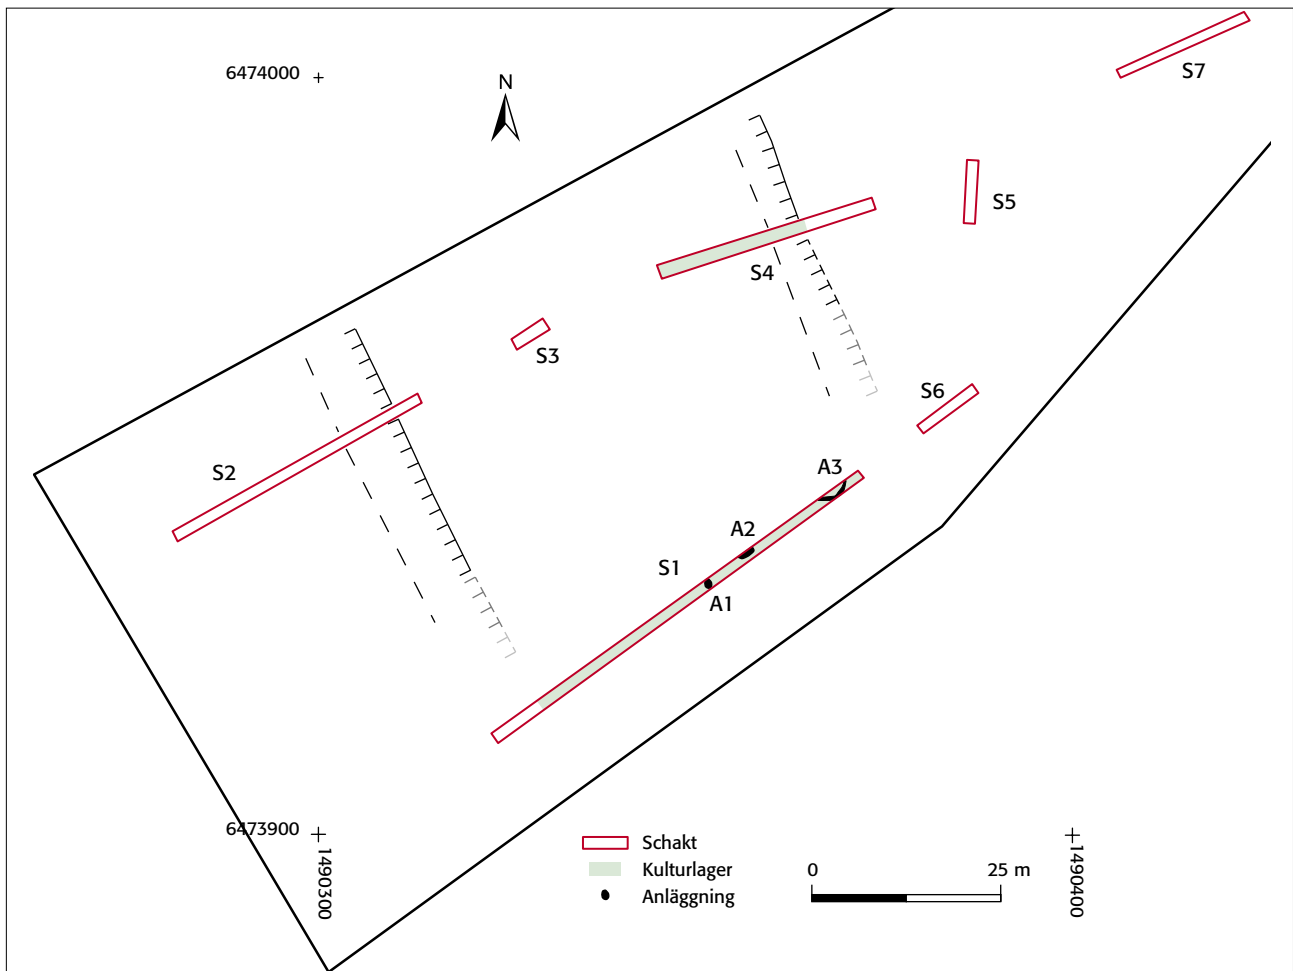 6474000
N
S7
S5
S4
S3
S6
S2
A3
A2
S1
A1
6473900
1490300
1490400
Schakt
Kulturlager
Anläggning
0 25 m